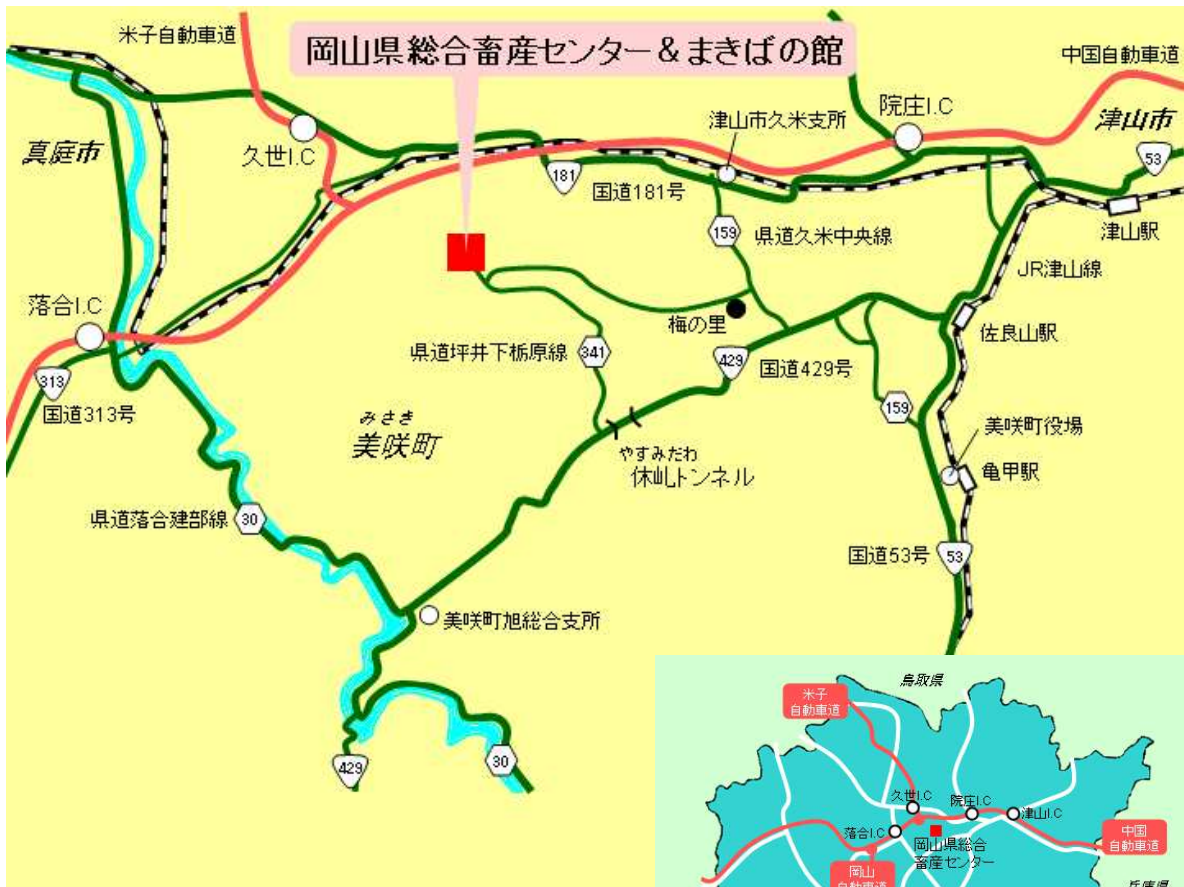 米子自動車道
岡山県総合畜産センター&まきばの館
中国自動車道
院庄I.C
津山市久米支所
津山市
真庭市
久世I.C
53
181
国道181号
津山駅
159
県道久米中央線
JR津山線
落合I.C
梅の里
佐良山駅
県道坪井下栃原線
341
429
国道429号
313
国道313号
159
みさき
美咲町
美咲町役場
やすみだわ
休乢トンネル
亀甲駅
県道落合建部線
30
国道53号
53
美咲町旭総合支所
429
30
鳥取県
米子
自動車道
久世I.C
院庄I.C
津山I.C
落合I.C
岡山県総合
畜産センター
中国
自動車道
岡山
自動車道
兵庫県